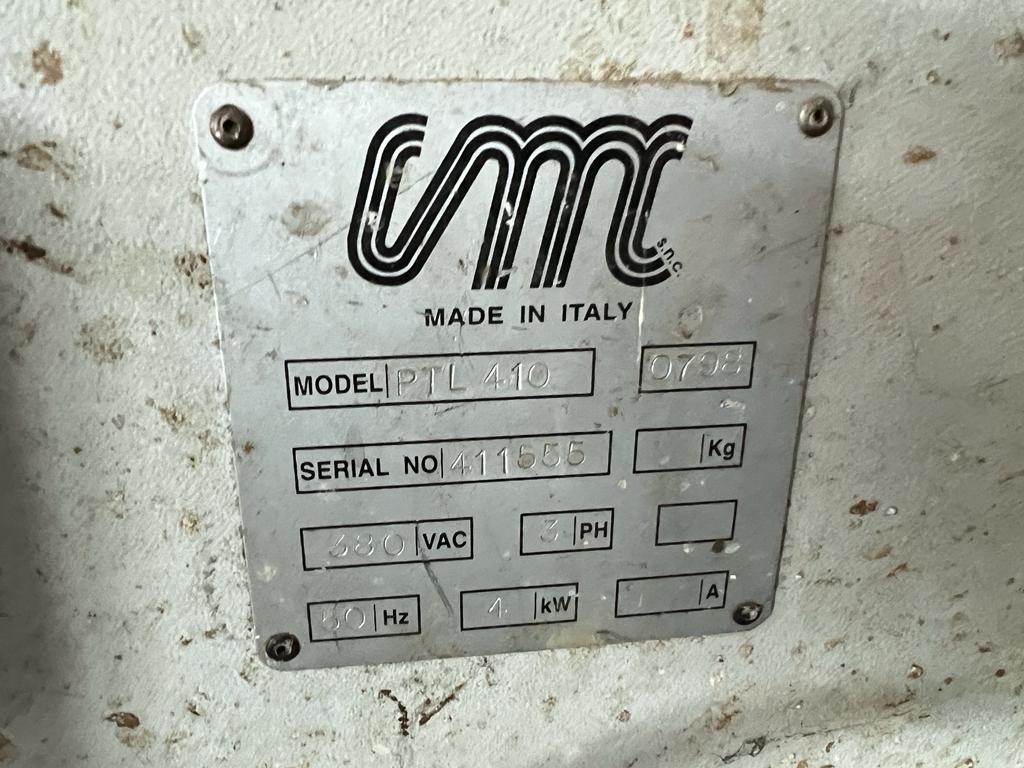 vmc
s.n.c.
MADE IN ITALY
MODEL PTL 410 0798
SERIAL NO 411555 Kg
380 VAC 3 PH
50 Hz 4 kW A